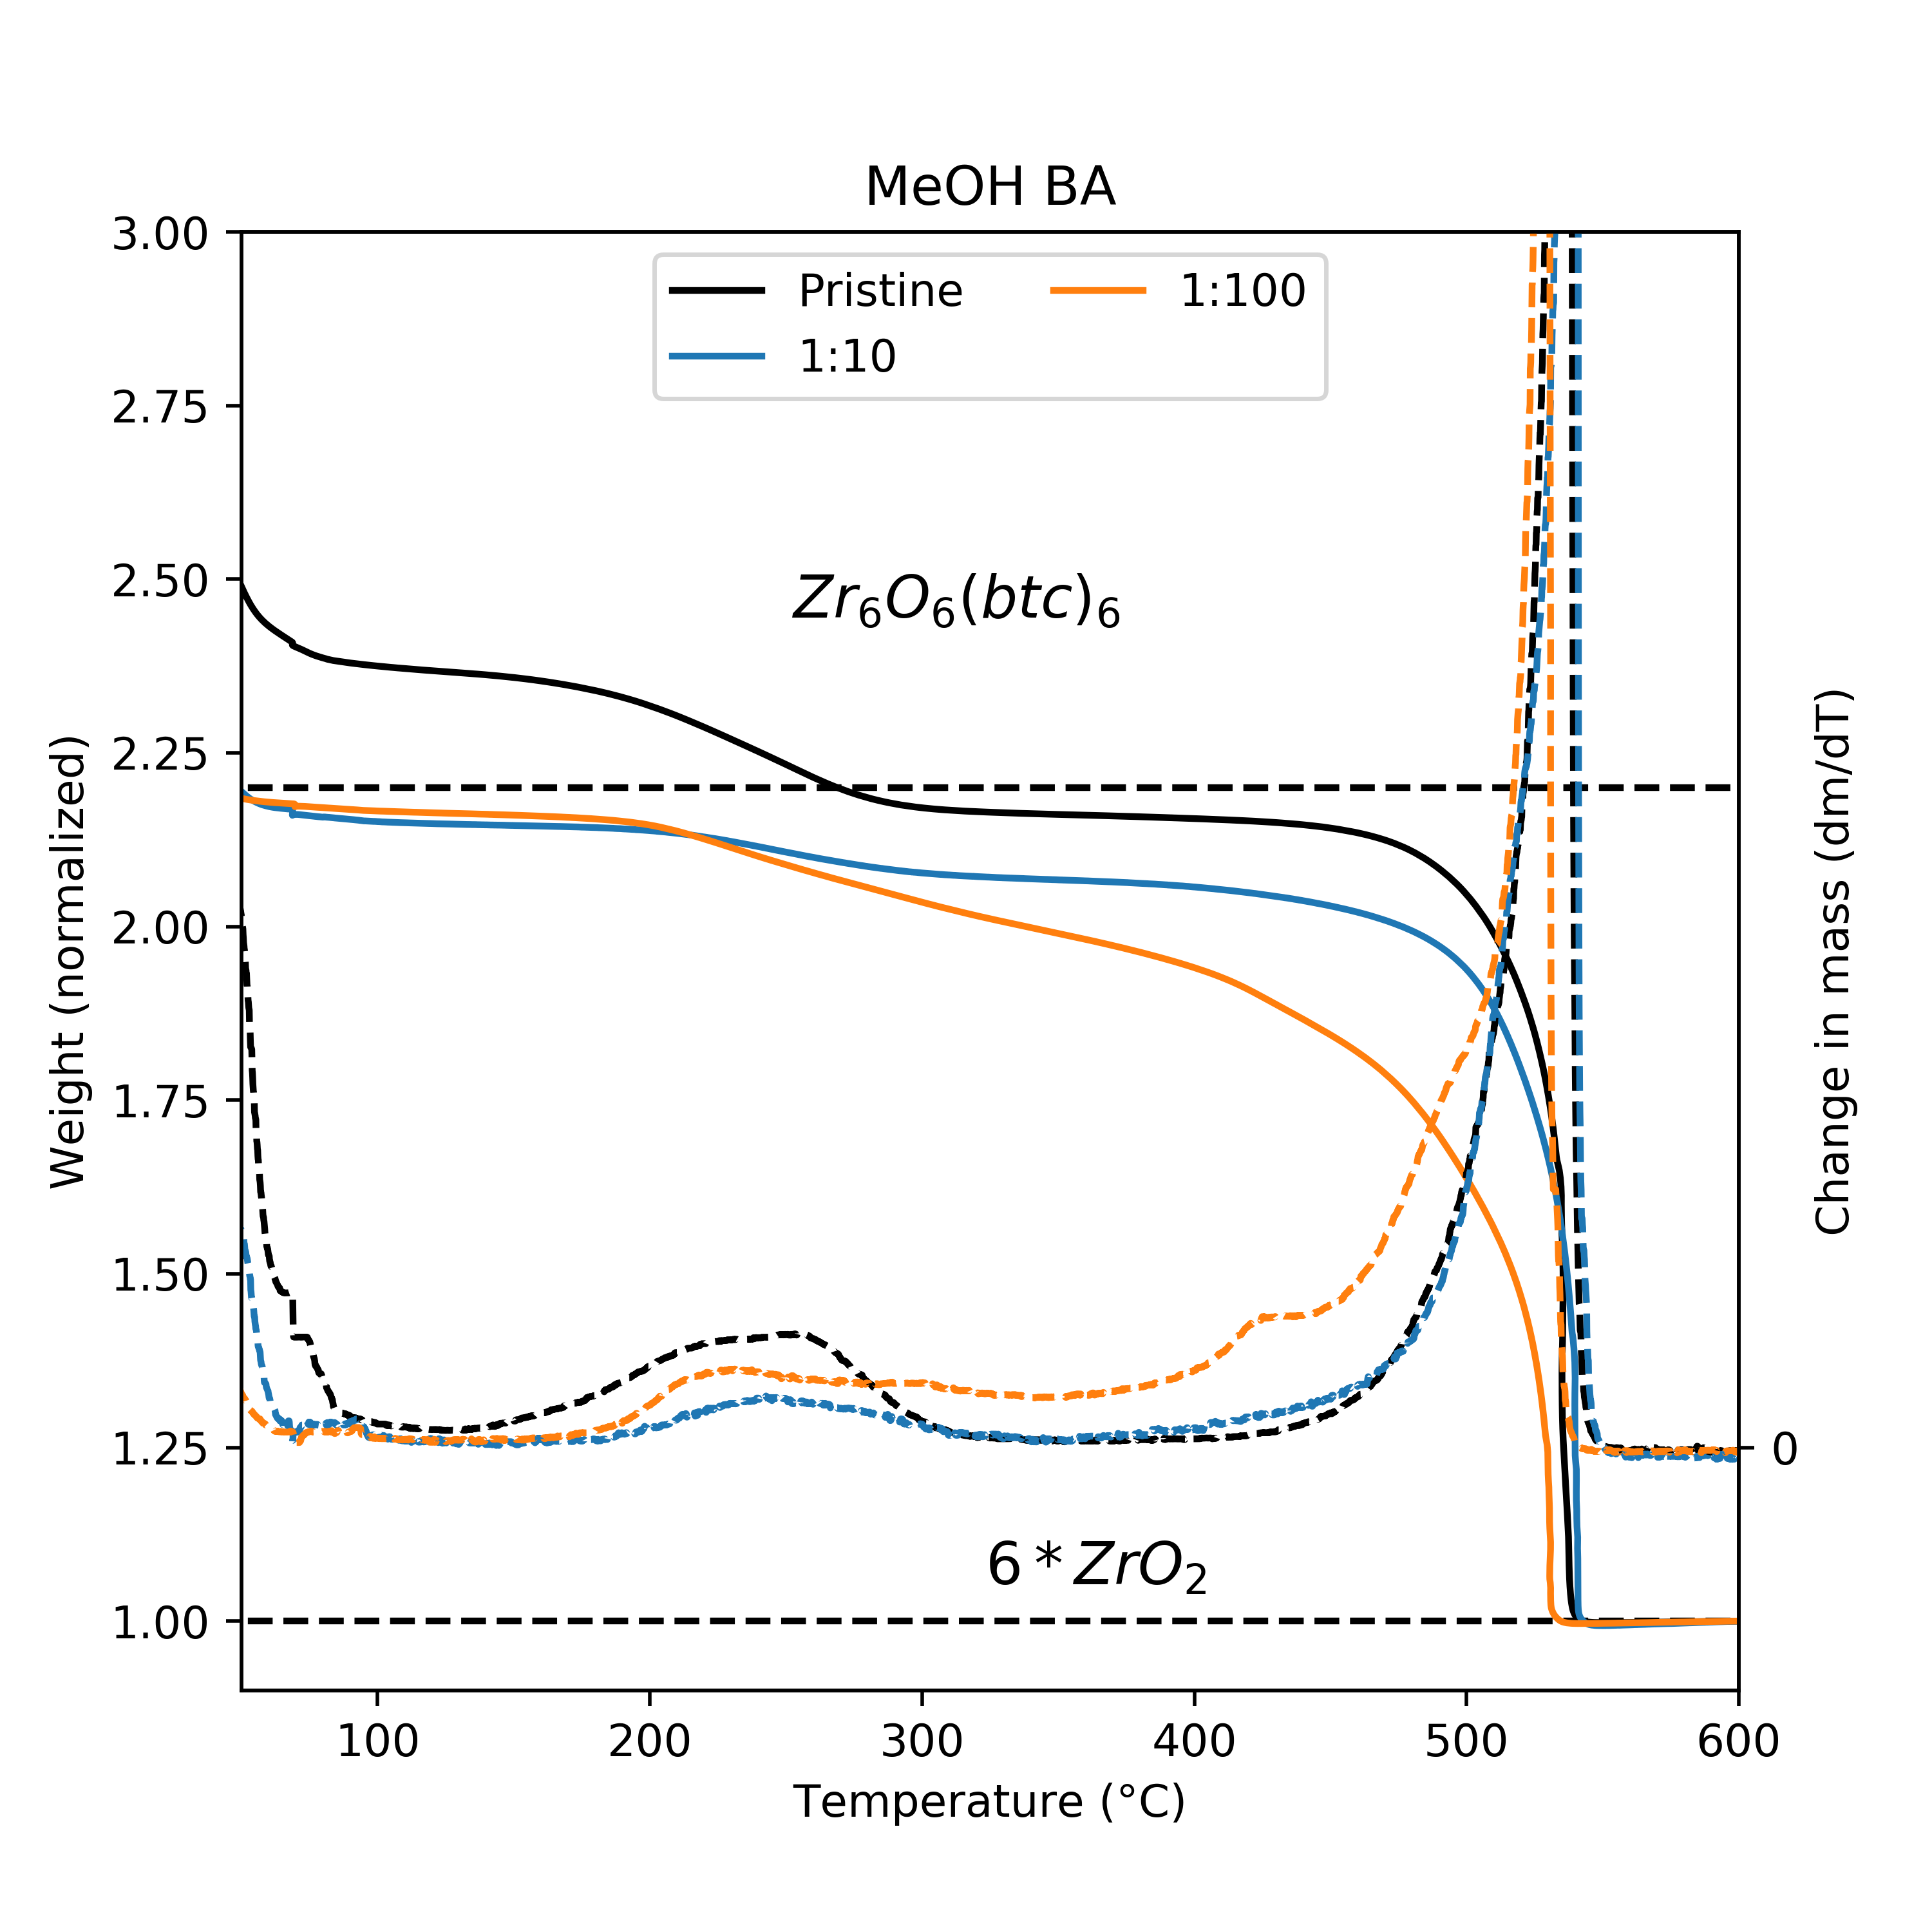 MeOH BA
3.00
2.75
2.50
2.25
2.00
1.75
1.50
1.25
1.00
Weight (normalized)
Pristine
1:10
1:100
Zr₆O₆(btc)₆
6 * ZrO₂
0
Change in mass (dm/dT)
100 200 300 400 500 600
Temperature (°C)